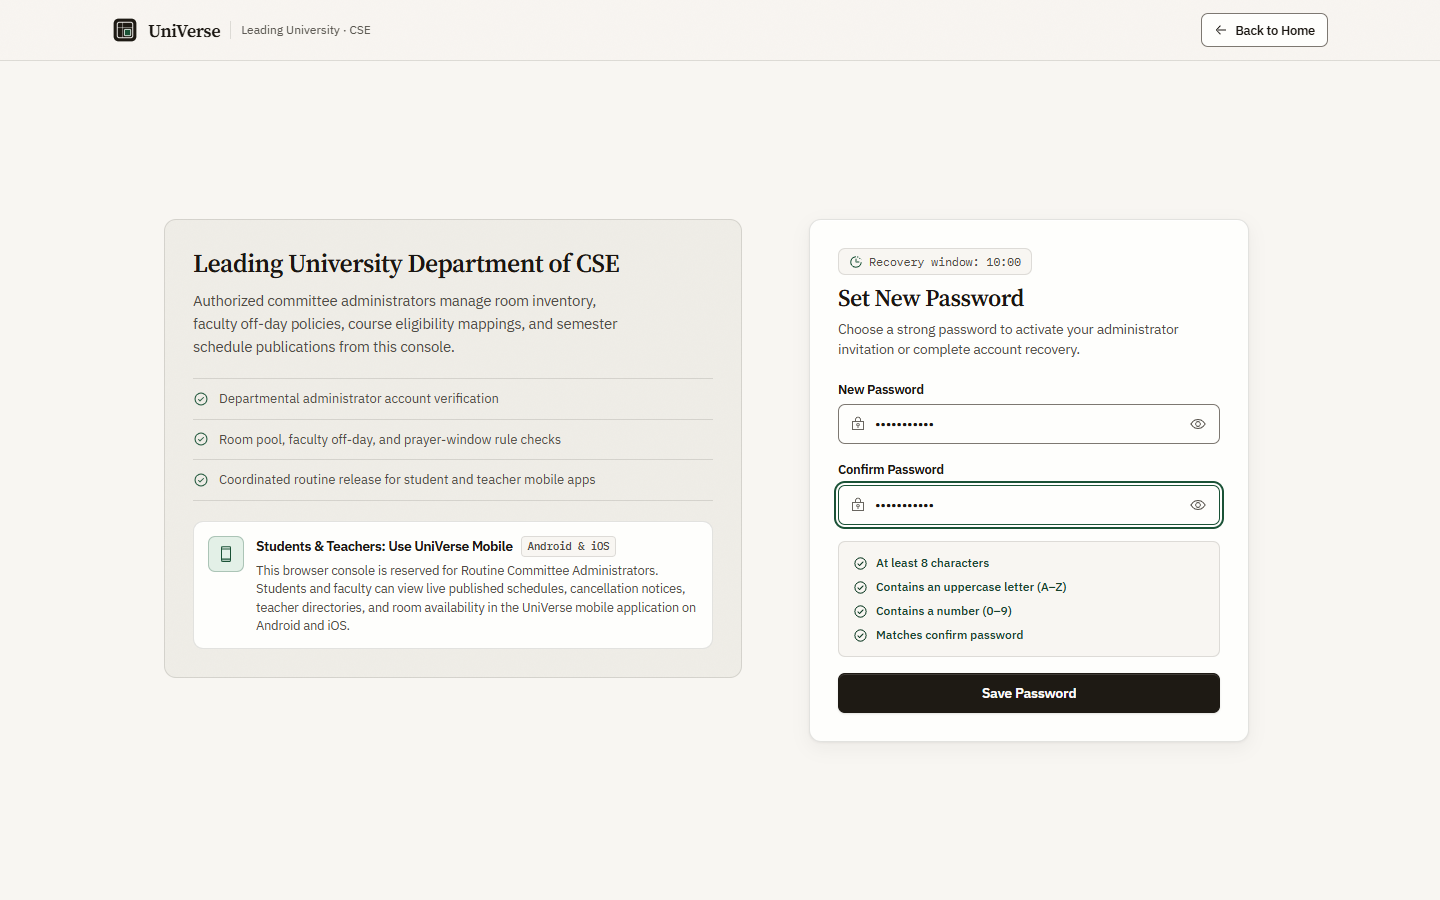 UniVerse
Leading University · CSE
Back to Home
Leading University Department of CSE
Authorized committee administrators manage room inventory,
faculty off-day policies, course eligibility mappings, and semester
schedule publications from this console.
Departmental administrator account verification
Room pool, faculty off-day, and prayer-window rule checks
Coordinated routine release for student and teacher mobile apps
Students & Teachers: Use UniVerse Mobile Android & iOS
This browser console is reserved for Routine Committee Administrators.
Students and faculty can view live published schedules, cancellation notices,
teacher directories, and room availability in the UniVerse mobile application on
Android and iOS.
Recovery window: 10:00
Set New Password
Choose a strong password to activate your administrator
invitation or complete account recovery.
New Password
•••••••••••
Confirm Password
•••••••••••
At least 8 characters
Contains an uppercase letter (A–Z)
Contains a number (0–9)
Matches confirm password
Save Password